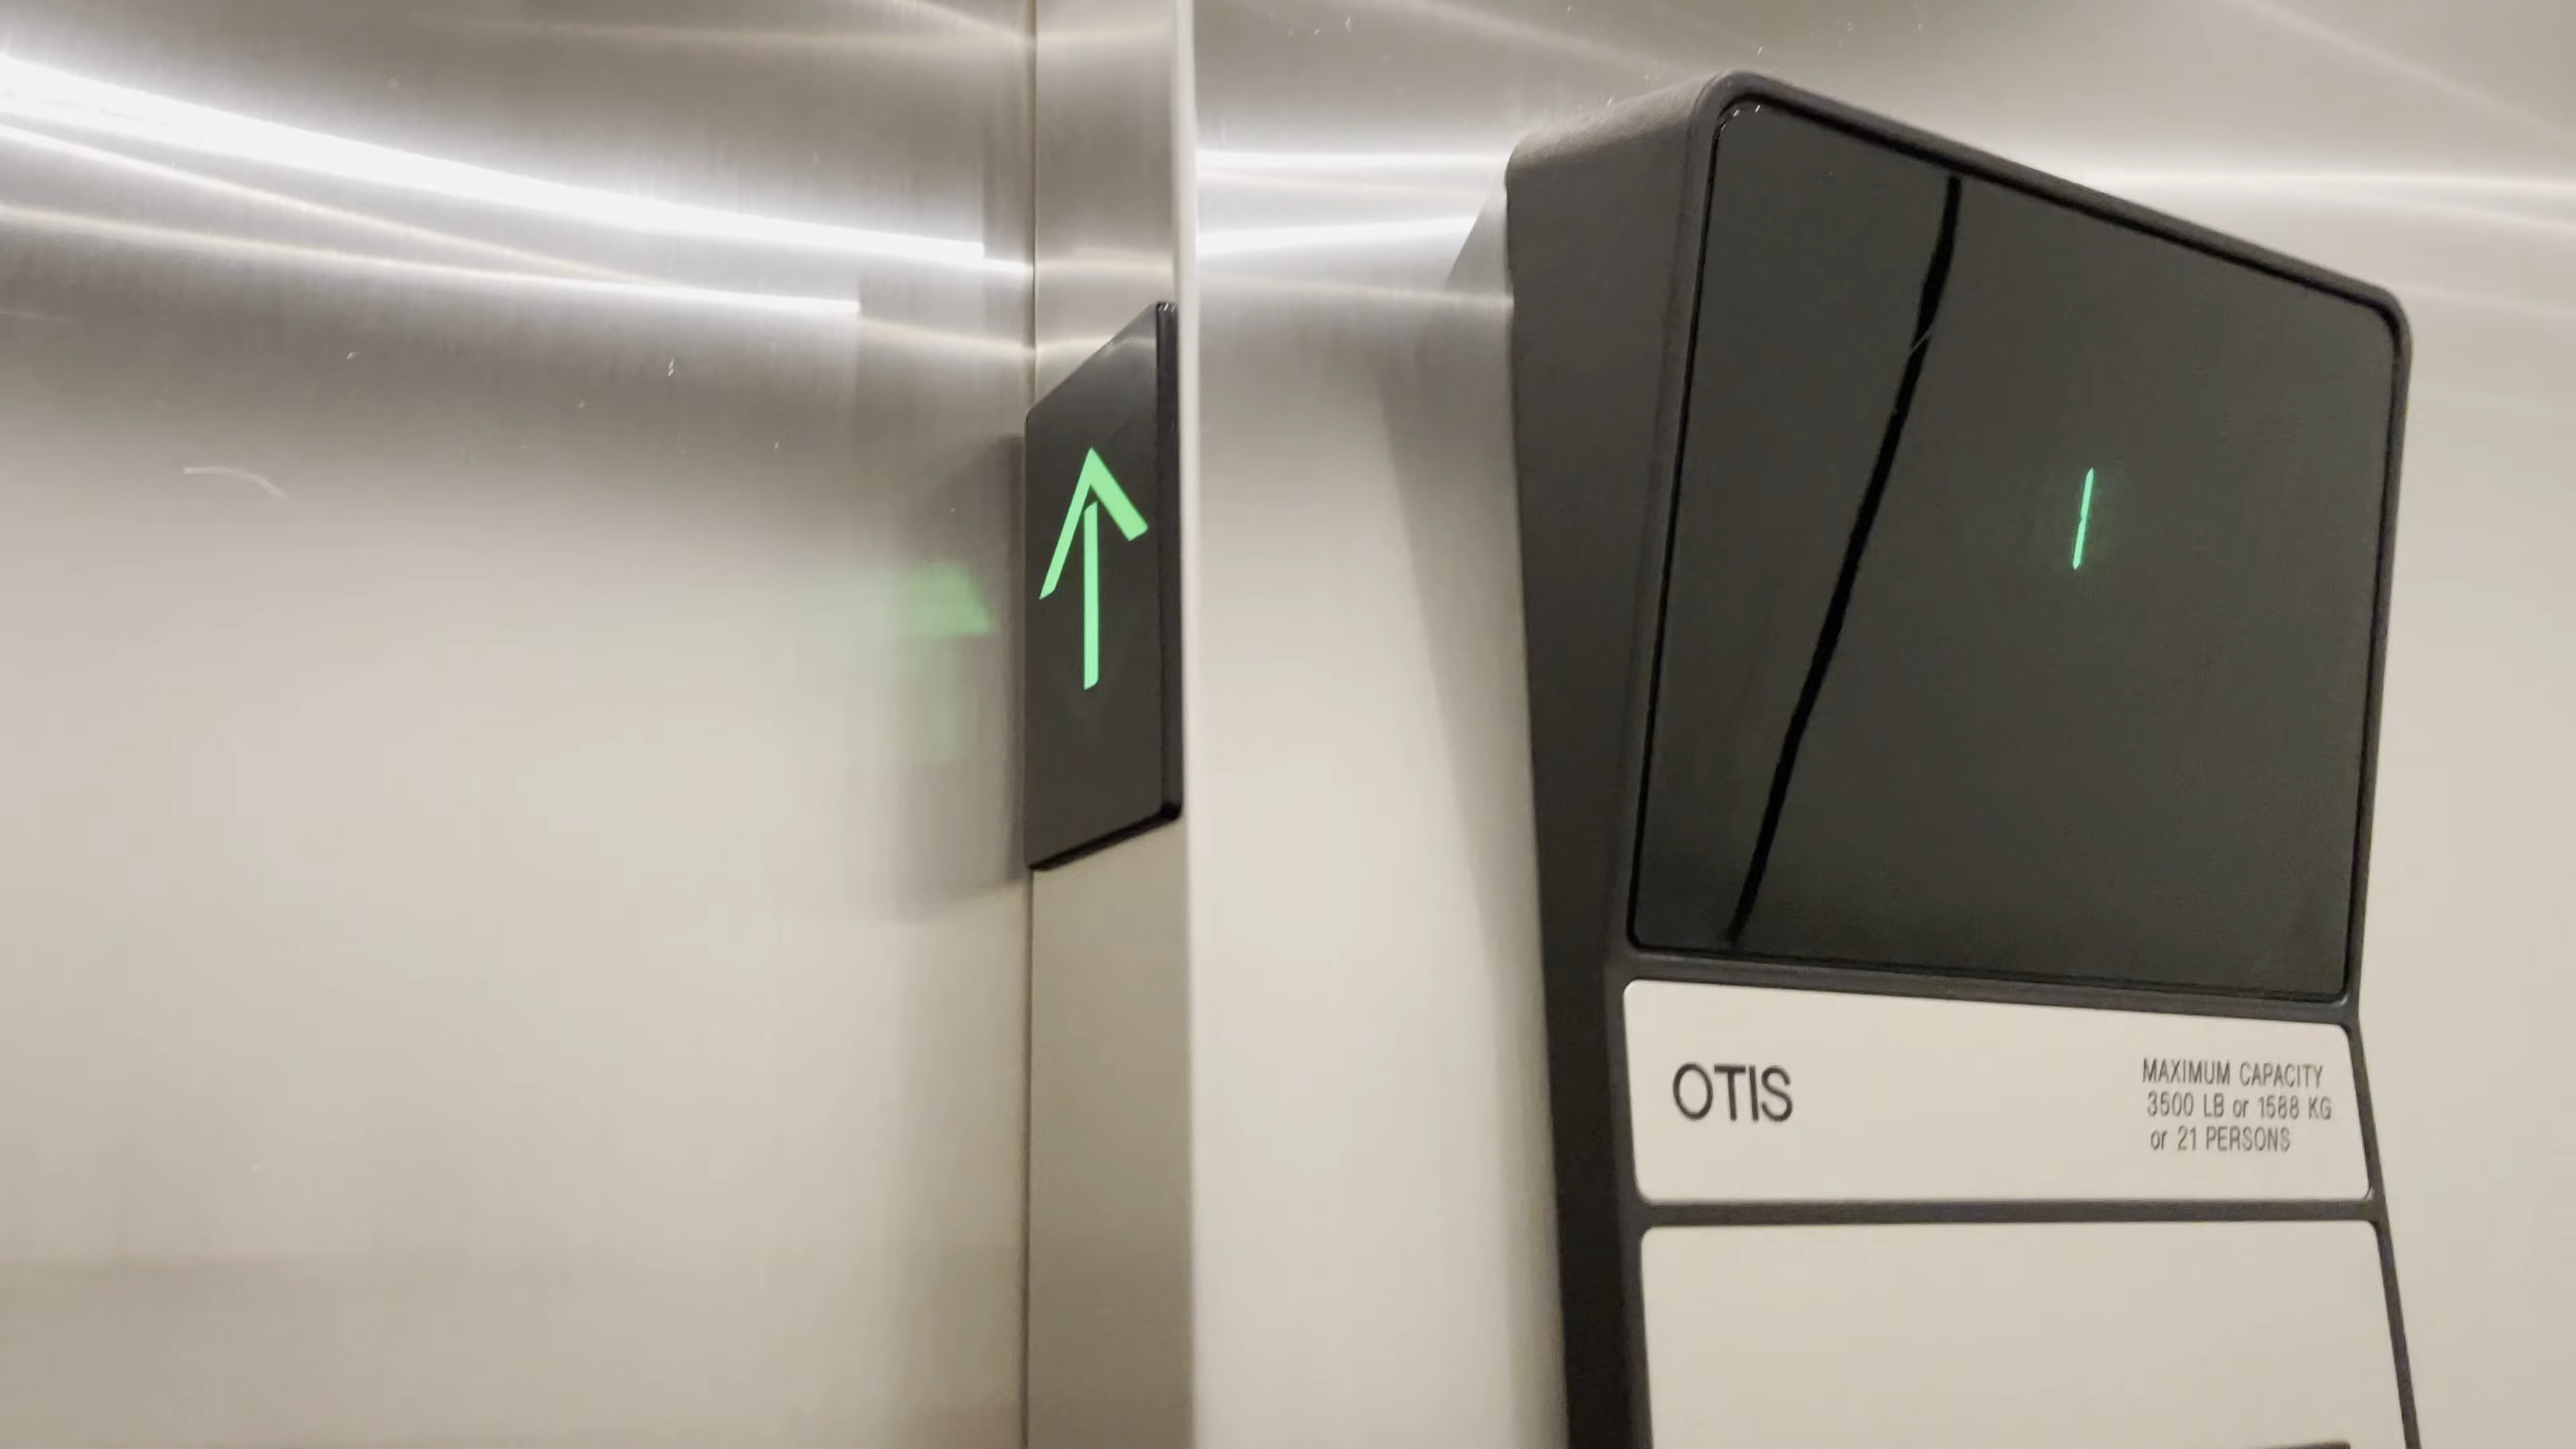 1
OTIS
MAXIMUM CAPACITY
3500 LB or 1588 KG
or 21 PERSONS